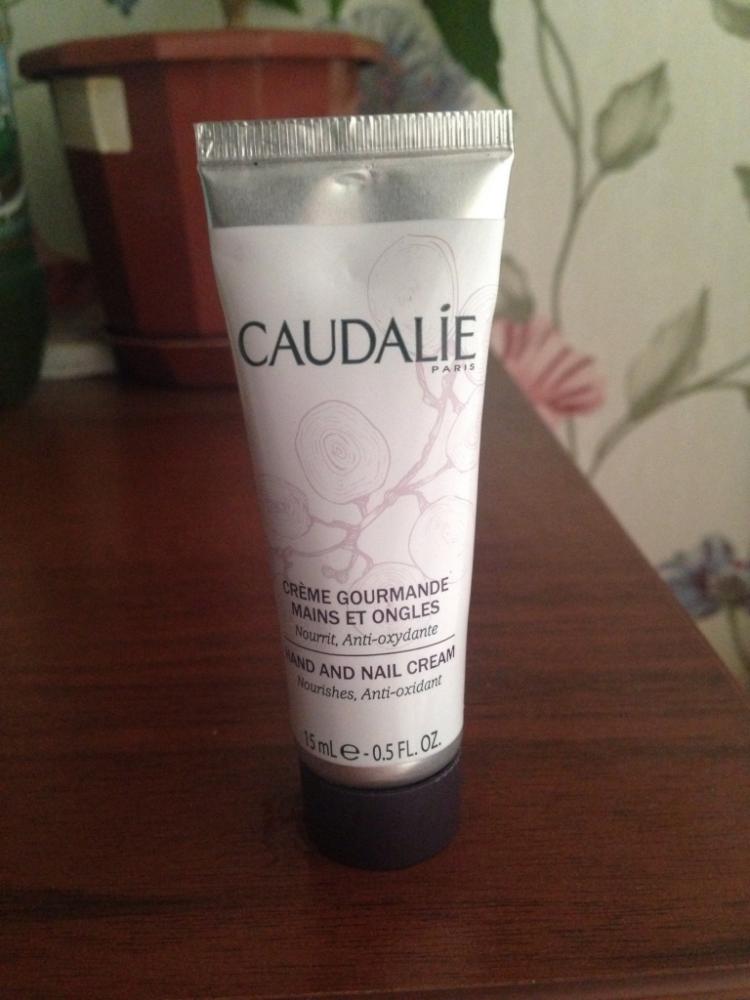 CAUDALiE
PARIS
CRÈME GOURMANDE
MAINS ET ONGLES
Nourrit, Anti-oxydante
HAND AND NAIL CREAM
Nourishes, Anti-oxidant
15 mL ℮ - 0.5 FL. OZ.